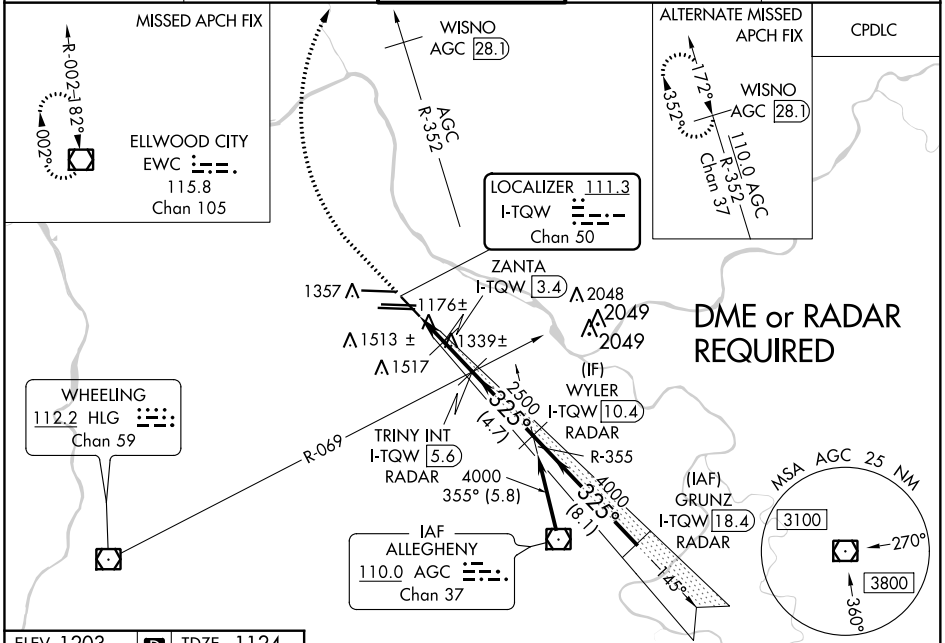 MISSED APCH FIX
R-002
182°
002°
ELLWOOD CITY
EWC
115.8
Chan 105
WISNO
AGC 28.1
AGC
R-352
ALTERNATE MISSED
APCH FIX
172°
352°
WISNO
AGC 28.1
110.0 AGC
R-352
Chan 37
CPDLC
LOCALIZER 111.3
I-TQW
Chan 50
ZANTA
I-TQW 3.4
1357
1176±
1513 ±
1339±
1517
2048
2049
2049
DME or RADAR
REQUIRED
WHEELING
112.2 HLG
Chan 59
R-069
TRINY INT
I-TQW 5.6
RADAR
2500
325°
(4.7)
(IF)
WYLER
I-TQW 10.4
RADAR
R-355
4000
355° (5.8)
4000
325°
(8.1)
(IAF)
GRUNZ
I-TQW 18.4
RADAR
145°
IAF
ALLEGHENY
110.0 AGC
Chan 37
MSA AGC 25 NM
3100
270°
3800
360°
ELEV 1203 D TDZE 1124